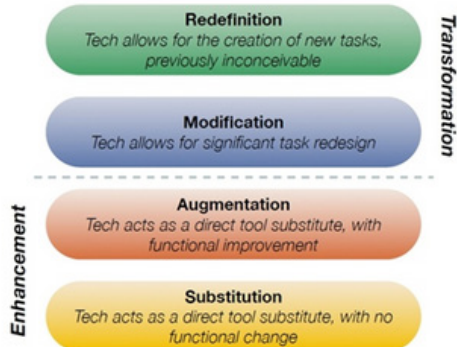 Redefinition
Tech allows for the creation of new tasks,
previously inconceivable
Transformation
Modification
Tech allows for significant task redesign
Augmentation
Tech acts as a direct tool substitute, with
functional improvement
Enhancement
Substitution
Tech acts as a direct tool substitute, with no
functional change